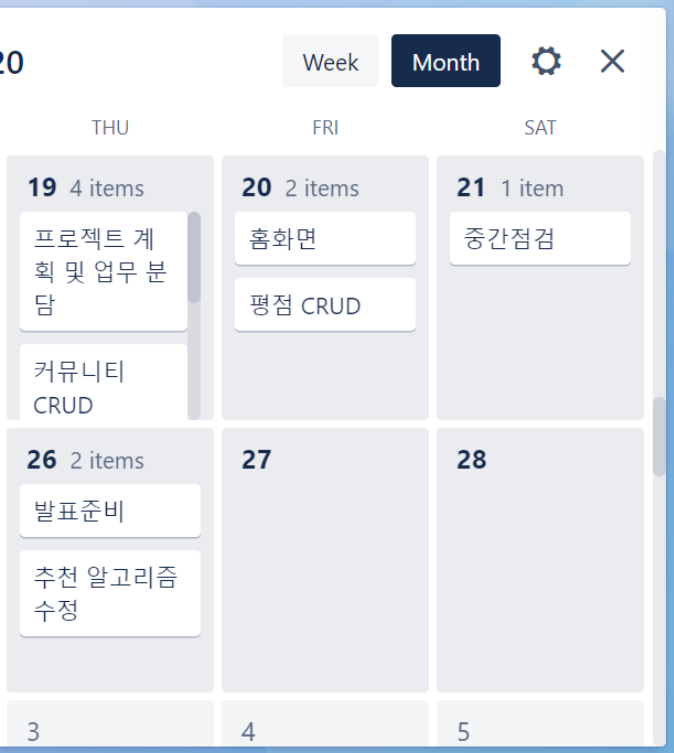 20
Week
Month
THU
FRI
SAT
19 4 items
프로젝트 계
획 및 업무 분
담
커뮤니티
CRUD
20 2 items
홈화면
평점 CRUD
21 1 item
중간점검
26 2 items
발표준비
추천 알고리즘
수정
27
28
3
4
5